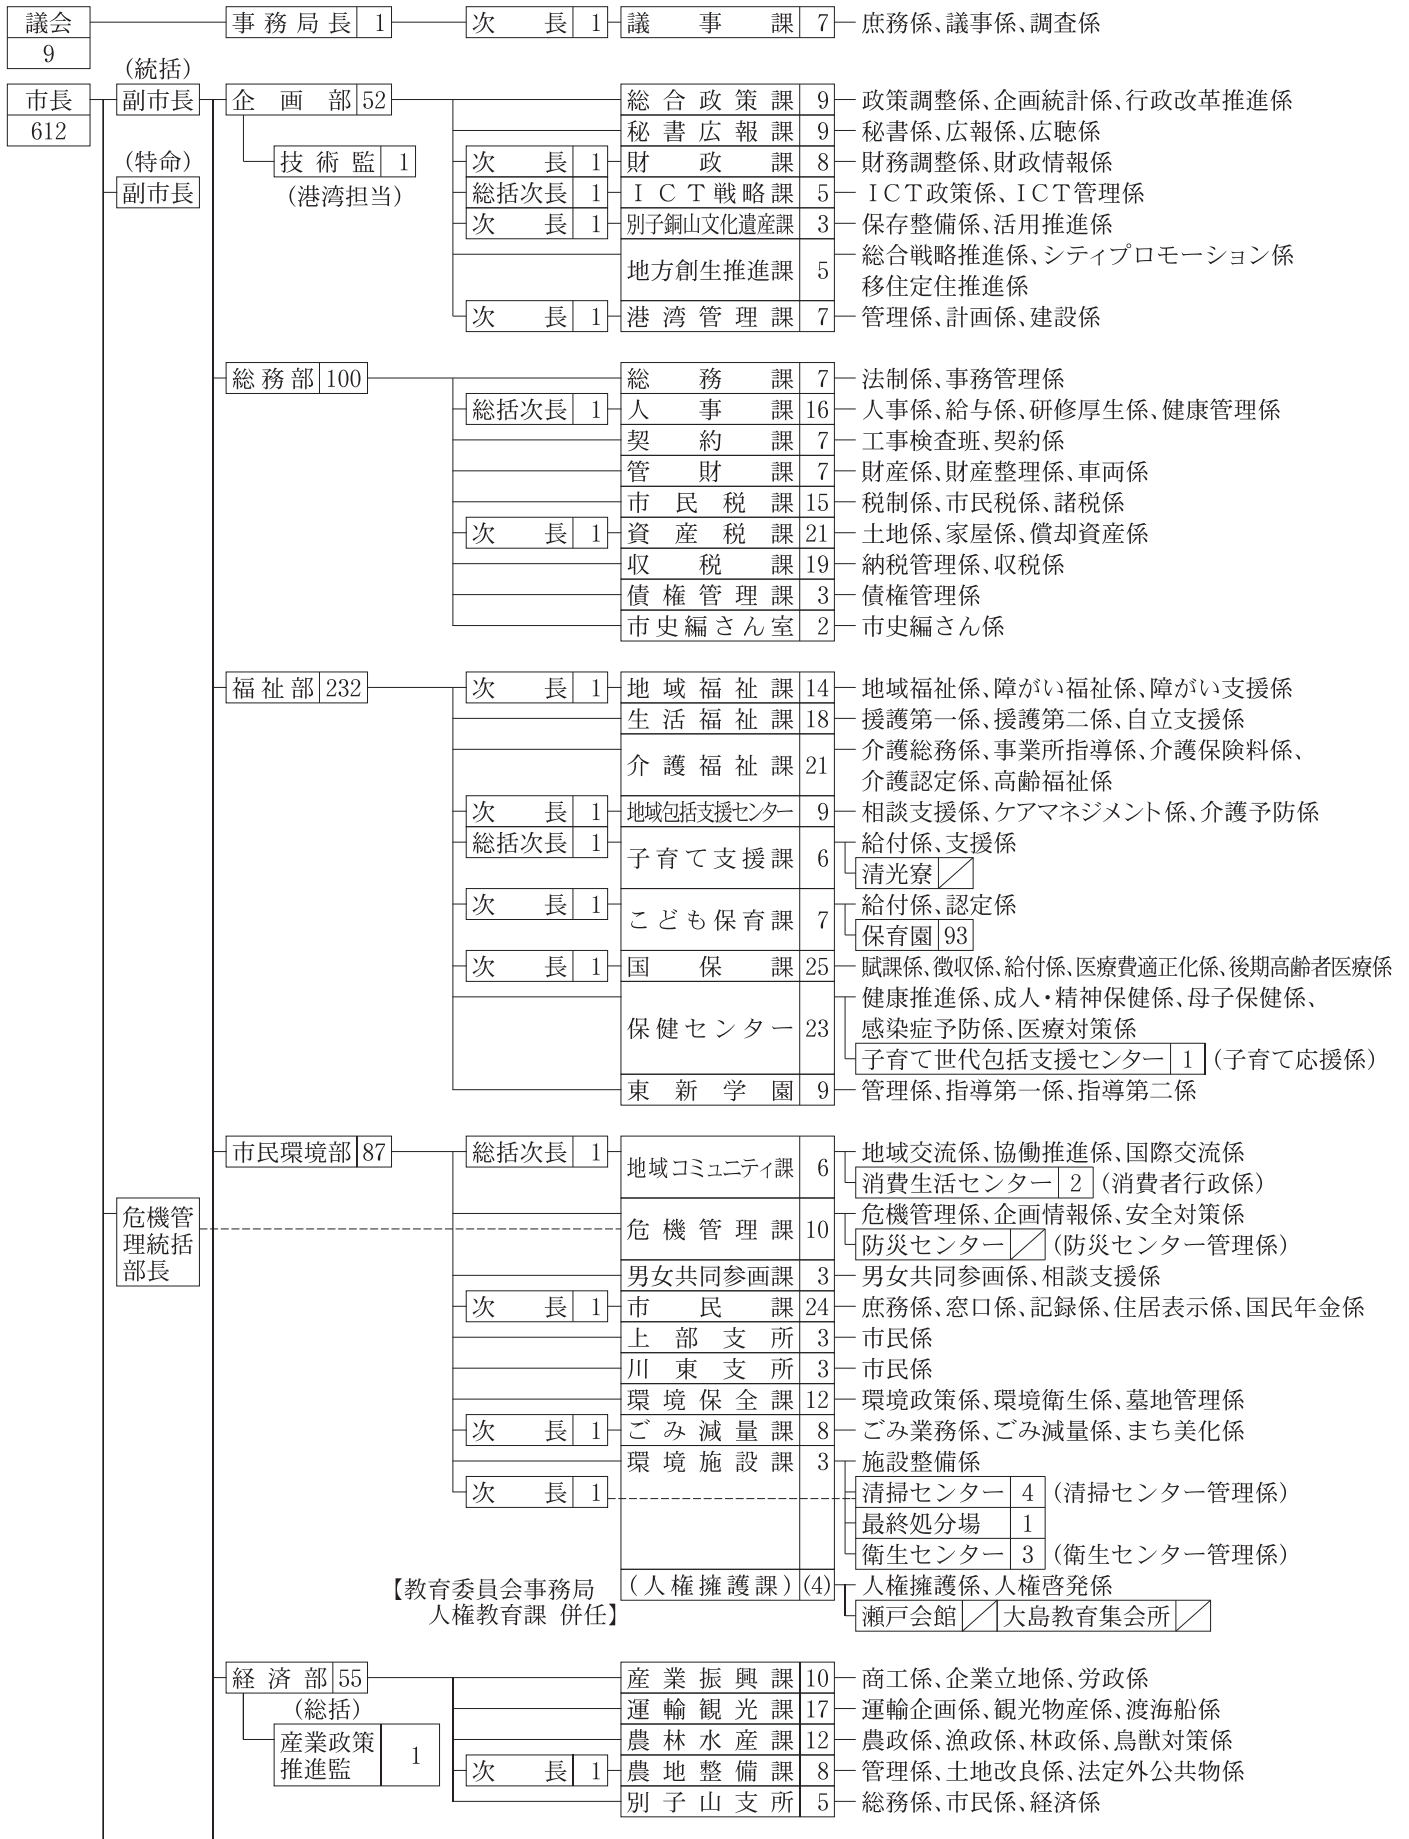 議会 事務局長 1 次長 1 議事課 7 庶務係、議事係、調査係
9
(統括)
市長 副市長 企画部 52 総合政策課 9 政策調整係、企画統計係、行政改革推進係
612 秘書広報課 9 秘書係、広報係、広聴係
(特命) 技術監 1 次長 1 財政課 8 財務調整係、財政情報係
副市長 (港湾担当) 総括次長 1 ICT戦略課 5 ICT政策係、ICT管理係
次長 1 別子銅山文化遺産課 3 保存整備係、活用推進係
地方創生推進課 5 総合戦略推進係、シティプロモーション係
移住定住推進係
次長 1 港湾管理課 7 管理係、計画係、建設係
総務部 100 総務課 7 法制係、事務管理係
総括次長 1 人事課 16 人事係、給与係、研修厚生係、健康管理係
契約課 7 工事検査班、契約係
管財課 7 財産係、財産整理係、車両係
市民税課 15 税制係、市民税係、諸税係
次長 1 資産税課 21 土地係、家屋係、償却資産係
収税課 19 納税管理係、収税係
債権管理課 3 債権管理係
市史編さん室 2 市史編さん係
福祉部 232 次長 1 地域福祉課 14 地域福祉係、障がい福祉係、障がい支援係
生活福祉課 18 援護第一係、援護第二係、自立支援係
介護福祉課 21 介護総務係、事業所指導係、介護保険料係、
介護認定係、高齢福祉係
次長 1 地域包括支援センター 9 相談支援係、ケアマネジメント係、介護予防係
総括次長 1 子育て支援課 6 給付係、支援係
清光寮
次長 1 こども保育課 7 給付係、認定係
保育園 93
次長 1 国保課 25 賦課係、徴収係、給付係、医療費適正化係、後期高齢者医療係
保健センター 23 健康推進係、成人・精神保健係、母子保健係、
感染症予防係、医療対策係
子育て世代包括支援センター 1 (子育て応援係)
東新学園 9 管理係、指導第一係、指導第二係
市民環境部 87 総括次長 1 地域コミュニティ課 6 地域交流係、協働推進係、国際交流係
消費生活センター 2 (消費者行政係)
危機管
理統括
部長
危機管理課 10 危機管理係、企画情報係、安全対策係
防災センター (防災センター管理係)
男女共同参画課 3 男女共同参画係、相談支援係
次長 1 市民課 24 庶務係、窓口係、記録係、住居表示係、国民年金係
上部支所 3 市民係
川東支所 3 市民係
環境保全課 12 環境政策係、環境衛生係、墓地管理係
次長 1 ごみ減量課 8 ごみ業務係、ごみ減量係、まち美化係
環境施設課 3 施設整備係
次長 1 清掃センター 4 (清掃センター管理係)
最終処分場 1
衛生センター 3 (衛生センター管理係)
【教育委員会事務局
人権教育課 併任】
(人権擁護課) (4) 人権擁護係、人権啓発係
瀬戸会館 大島教育集会所
経済部 55 産業振興課 10 商工係、企業立地係、労政係
(総括) 運輸観光課 17 運輸企画係、観光物産係、渡海船係
産業政策
推進監 1
農林水産課 12 農政係、漁政係、林政係、鳥獣対策係
次長 1 農地整備課 8 管理係、土地改良係、法定外公共物係
別子山支所 5 総務係、市民係、経済係